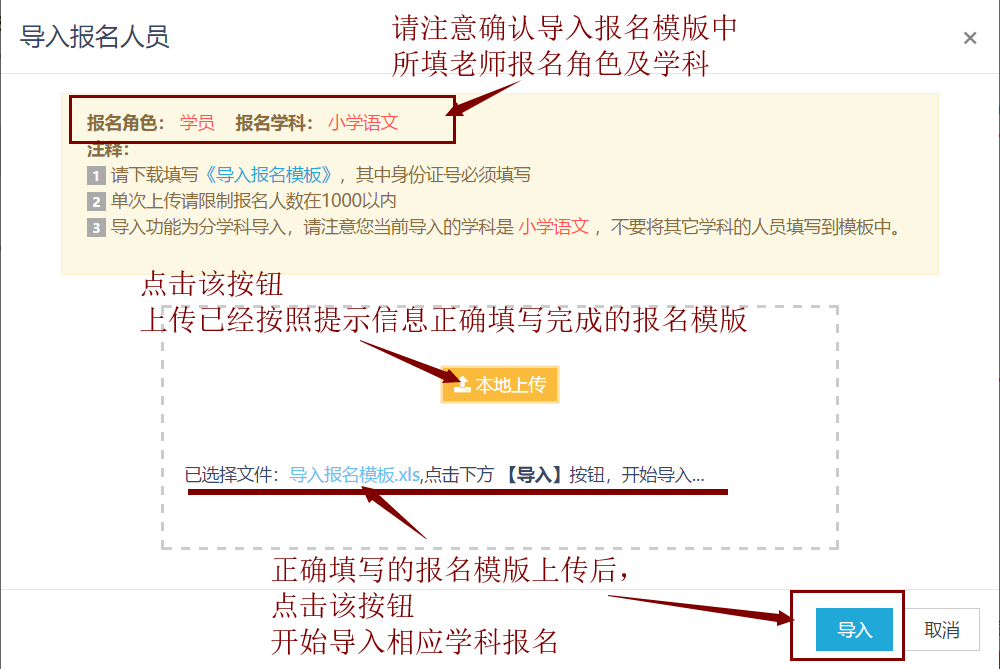 导入报名人员
请注意确认导入报名模版中
所填老师报名角色及学科
×
报名角色： 学员 报名学科： 小学语文
注释：
1 请下载填写《导入报名模板》，其中身份证号必须填写
2 单次上传请限制报名人数在1000以内
3 导入功能为分学科导入，请注意您当前导入的学科是 小学语文 ，不要将其它学科的人员填写到模板中。
点击该按钮
上传已经按照提示信息正确填写完成的报名模版
本地上传
已选择文件：导入报名模板.xls,点击下方 【导入】按钮，开始导入...
正确填写的报名模版上传后，
点击该按钮
开始导入相应学科报名
导入 取消